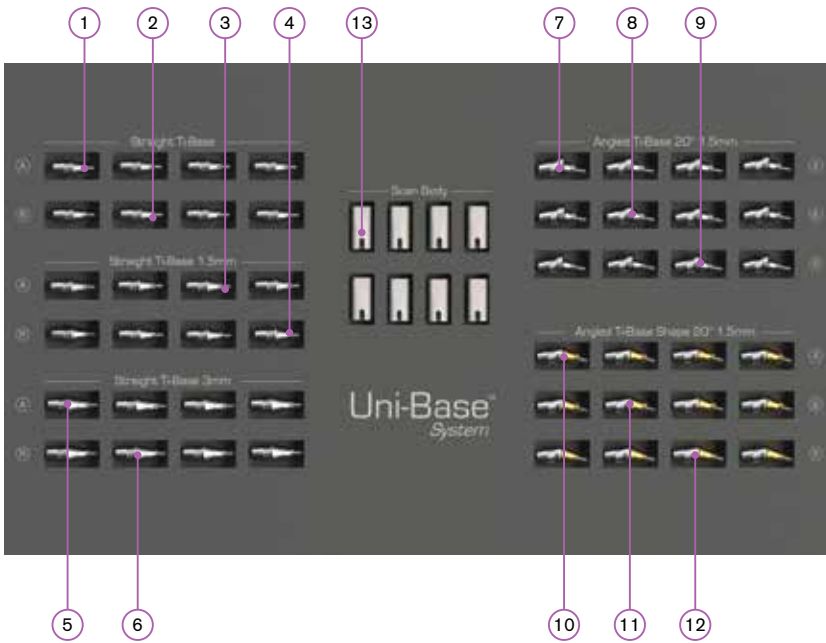 1 2 3 4 13 7 8 9
Straight Ti-Base
Angled Ti-Base 20° 1.5mm
Scan Body
Straight Ti-Base 1.5mm
Angled Ti-Base Shape 20° 1.5mm
Straight Ti-Base 3mm
Uni-Base™
System
5 6 10 11 12